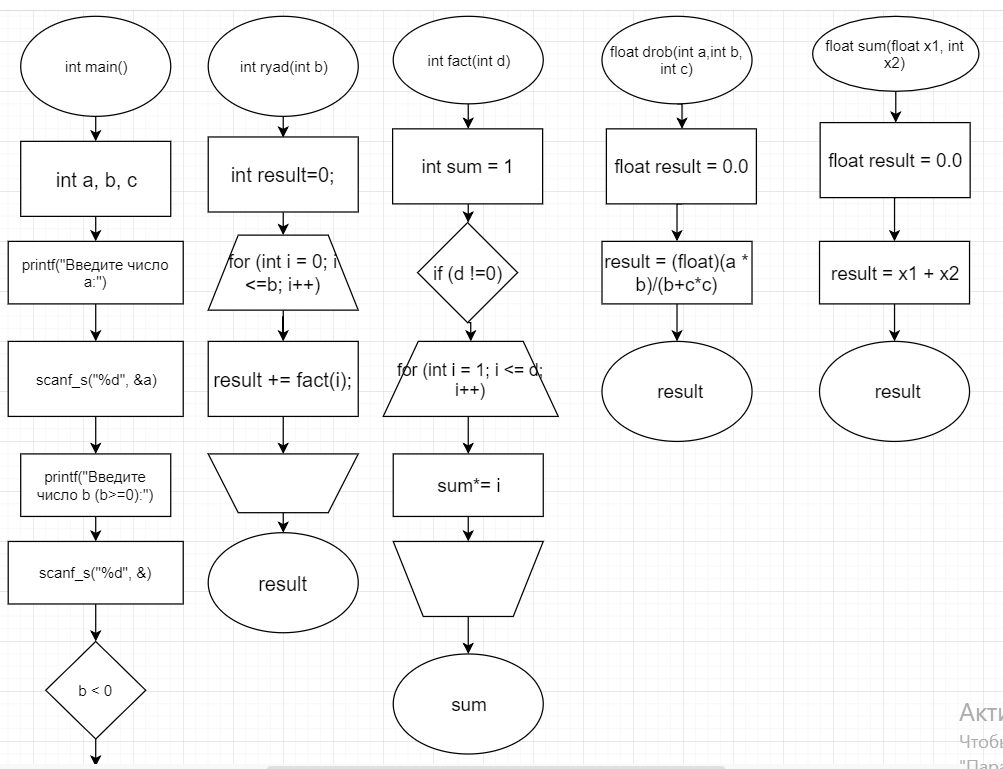 int main()
int a, b, c
printf("Введите число
a:")
scanf_s("%d", &a)
printf("Введите
число b (b>=0):")
scanf_s("%d", &)
b < 0
int ryad(int b)
int result=0;
for (int i = 0; i
<=b; i++)
result += fact(i);
result
int fact(int d)
int sum = 1
if (d !=0)
for (int i = 1; i <= d;
i++)
sum*= i
sum
float drob(int a,int b,
int c)
float result = 0.0
result = (float)(a *
b)/(b+c*c)
result
float sum(float x1, int
x2)
float result = 0.0
result = x1 + x2
result